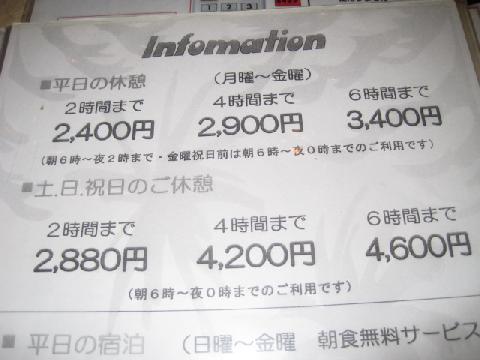 1 2 3
Infomation
■平日の休憩 (月曜～金曜)
2時間まで 4時間まで 6時間まで
2,400円 2,900円 3,400円
(朝6時～夜2時まで・金曜祝日前は朝6時～夜0時までのご利用です)
■土.日.祝日のご休憩
2時間まで 4時間まで 6時間まで
2,880円 4,200円 4,600円
(朝6時～夜0時までのご利用です)
■平日の宿泊 (日曜～金曜 朝食無料サービス